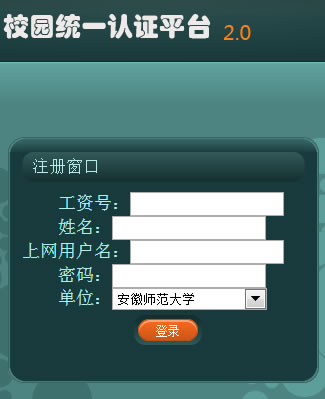 校园统一认证平台 2.0
注册窗口
工资号：
姓名：
上网用户名：
密码：
单位：安徽师范大学
登录